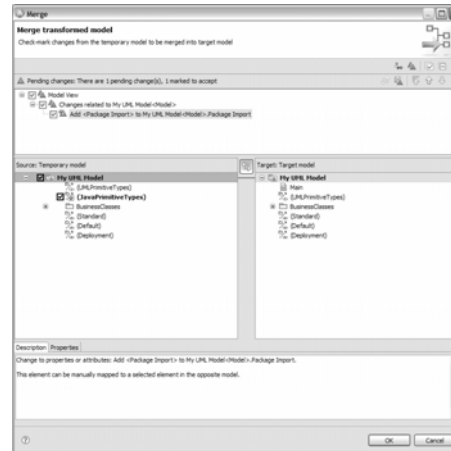 Merge
Merge transformed model
Check-mark changes from the temporary model to be merged into target model
Pending changes: There are 1 pending change(s), 1 marked to accept
Model View
Changes related to My UML Model<Model>
Add <Package Import> to My UML Model<Model>.Package Import
Source: Temporary model
My UML Model
(UMLPrimitiveTypes)
(JavaPrimitiveTypes)
BusinessClasses
(Standard)
(Default)
(Deployment)
Target: Target model
My UML Model
Main
(UMLPrimitiveTypes)
BusinessClasses
(Standard)
(Default)
(Deployment)
Description Properties
Change to properties or attributes: Add <Package Import> to My UML Model<Model>.Package Import.
This element can be manually mapped to a selected element in the opposite model.
OK Cancel